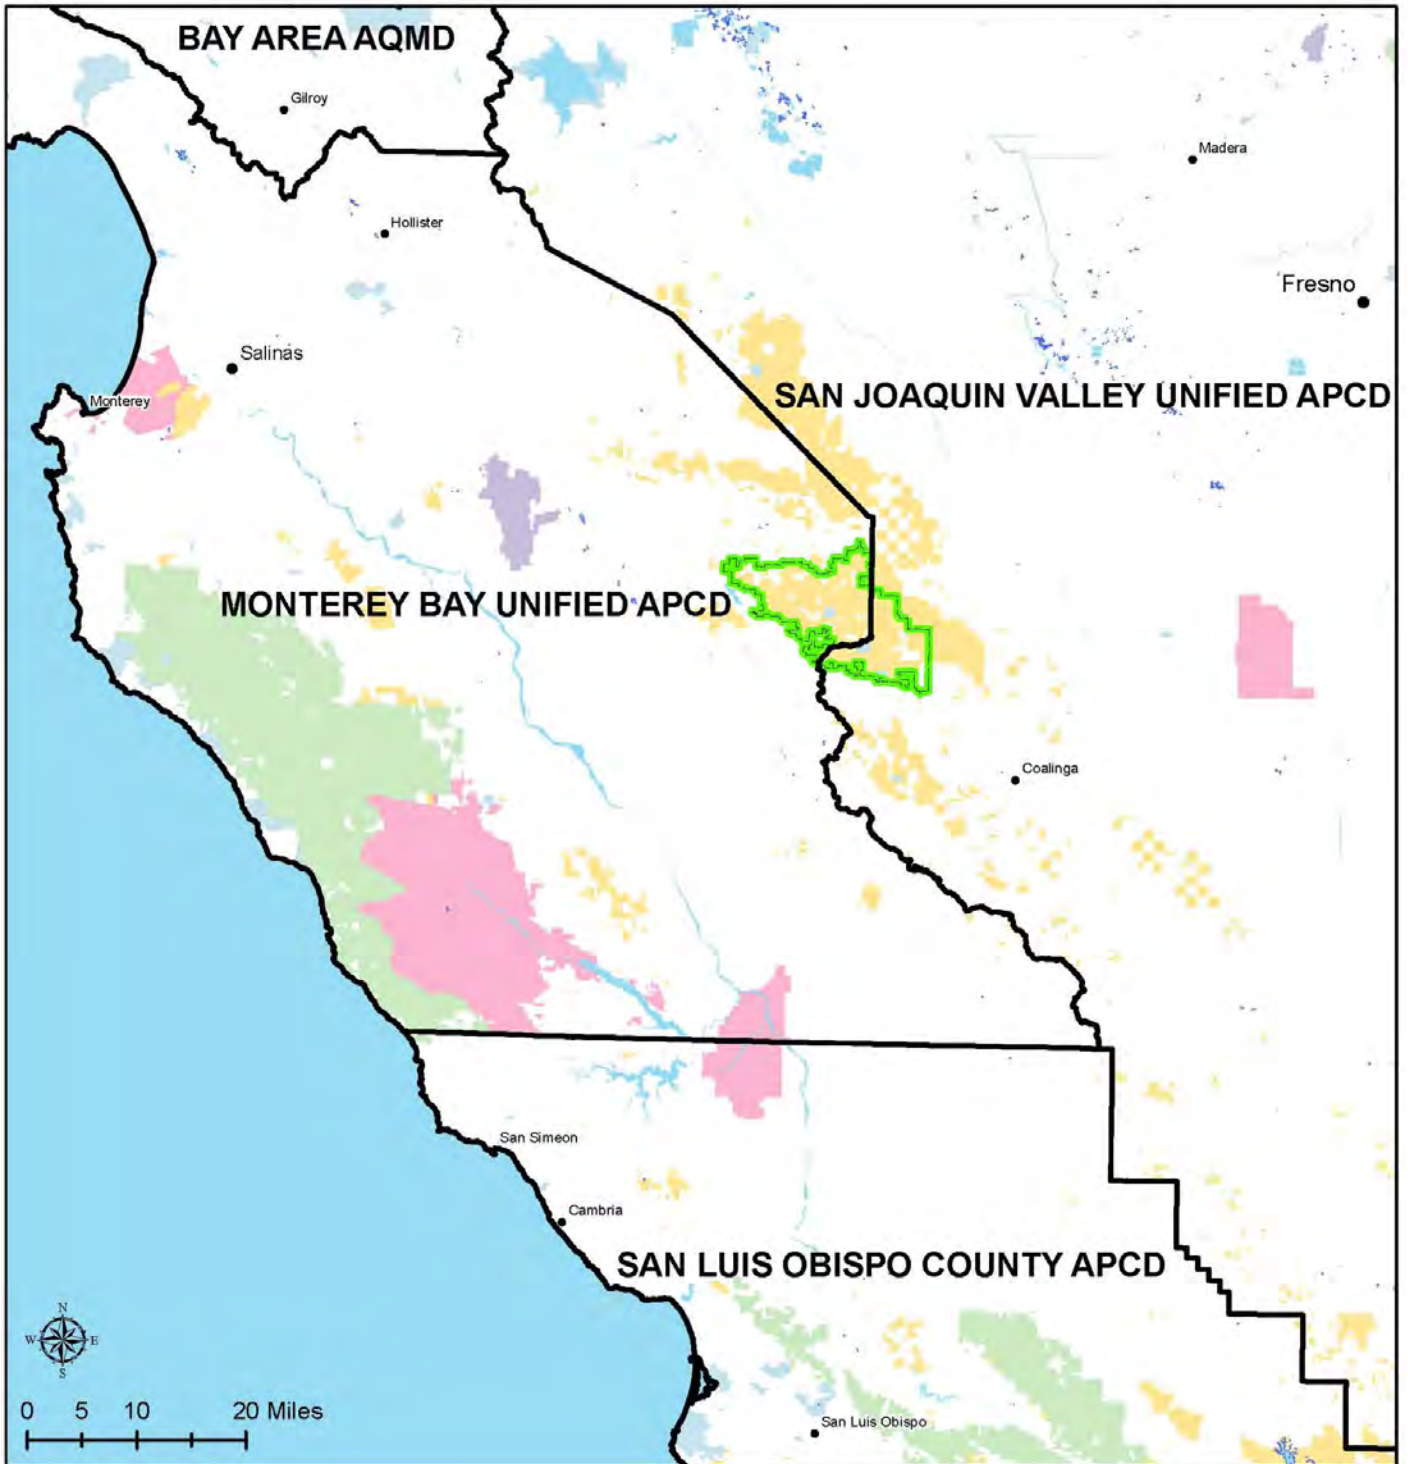 BAY AREA AQMD
Gilroy
Madera
Hollister
Fresno
Salinas
SAN JOAQUIN VALLEY UNIFIED APCD
Monterey
MONTEREY BAY UNIFIED APCD
Coalinga
San Simeon
Cambria
SAN LUIS OBISPO COUNTY APCD
N
W E
S
0 5 10 20 Miles
San Luis Obispo